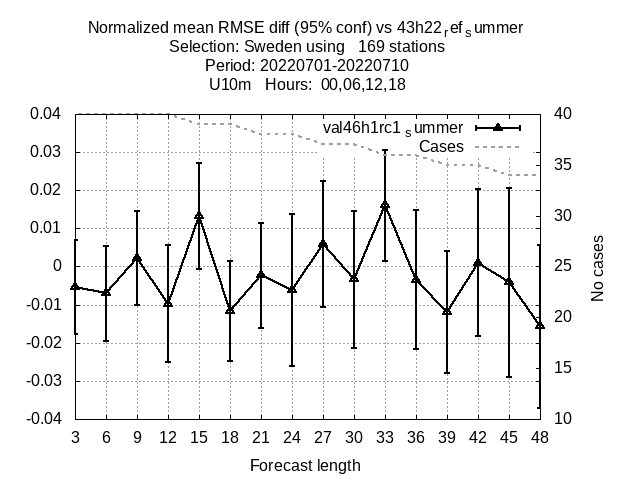 Normalized mean RMSE diff (95% conf) vs 43h22refsummer
Selection: Sweden using 169 stations
Period: 20220701-20220710
U10m Hours: 00,06,12,18
val46h1rc1summer
Cases
0.04
0.03
0.02
0.01
0
-0.01
-0.02
-0.03
-0.04
40
35
30
25
20
15
10
No cases
3 6 9 12 15 18 21 24 27 30 33 36 39 42 45 48
Forecast length